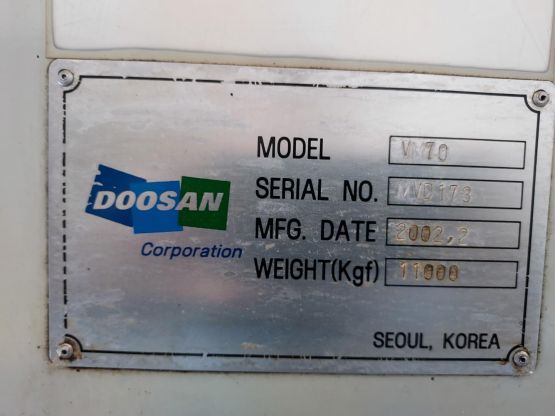 DOOSAN
Corporation
MODEL VM70
SERIAL NO.
MFG. DATE 2002,2
WEIGHT(Kgf) 11000
SEOUL, KOREA